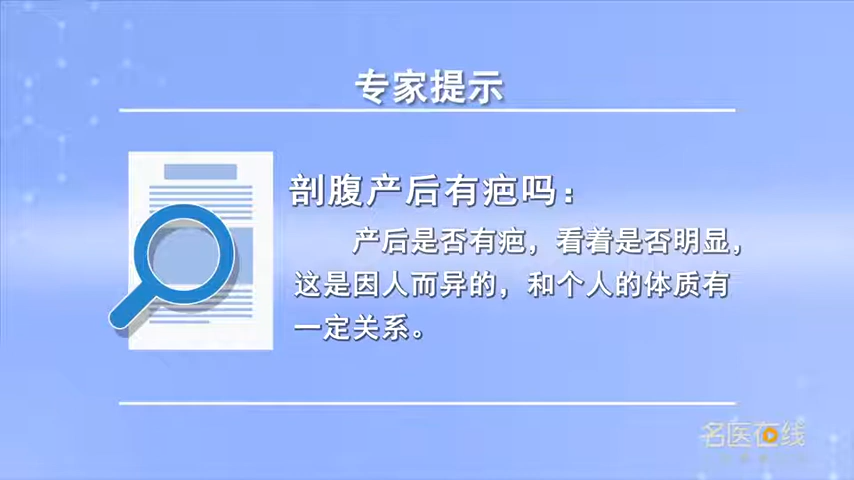 专家提示
剖腹产后有疤吗：
产后是否有疤，看着是否明显，
这是因人而异的，和个人的体质有
一定关系。
名医在线